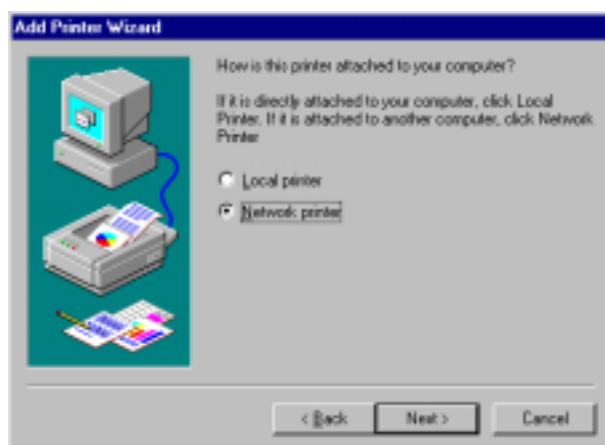 Add Printer Wizard
How is this printer attached to your computer?
If it is directly attached to your computer, click Local
Printer. If it is attached to another computer, click Network
Printer
Local printer
Network printer
< Back
Next >
Cancel